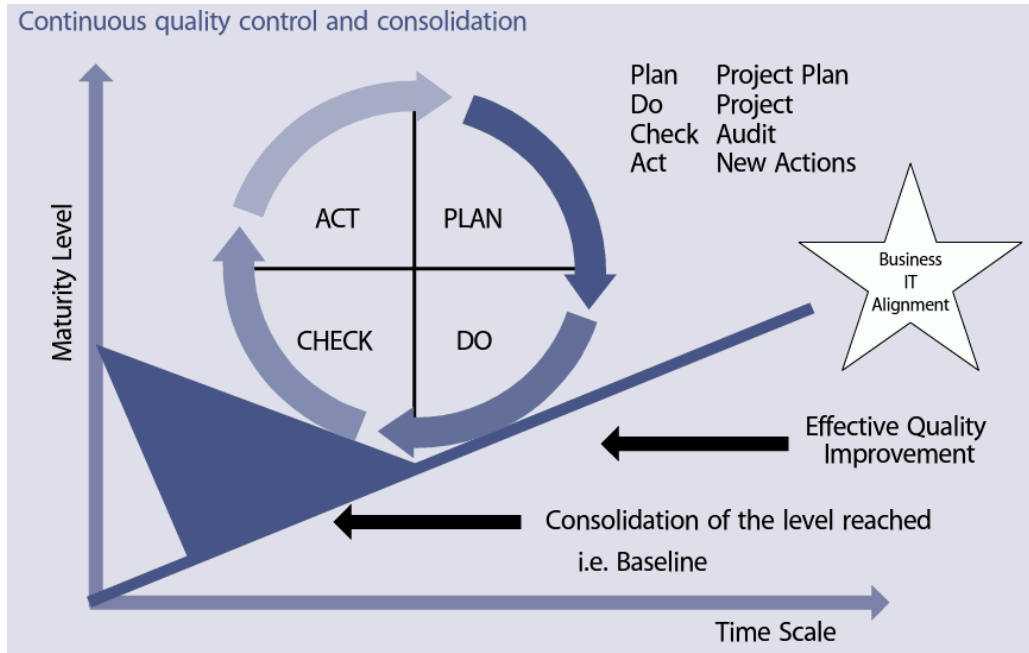 Continuous quality control and consolidation
Plan Project Plan
Do Project
Check Audit
Act New Actions
Maturity Level
ACT PLAN
CHECK DO
Business
IT
Alignment
Effective Quality
Improvement
Consolidation of the level reached
i.e. Baseline
Time Scale